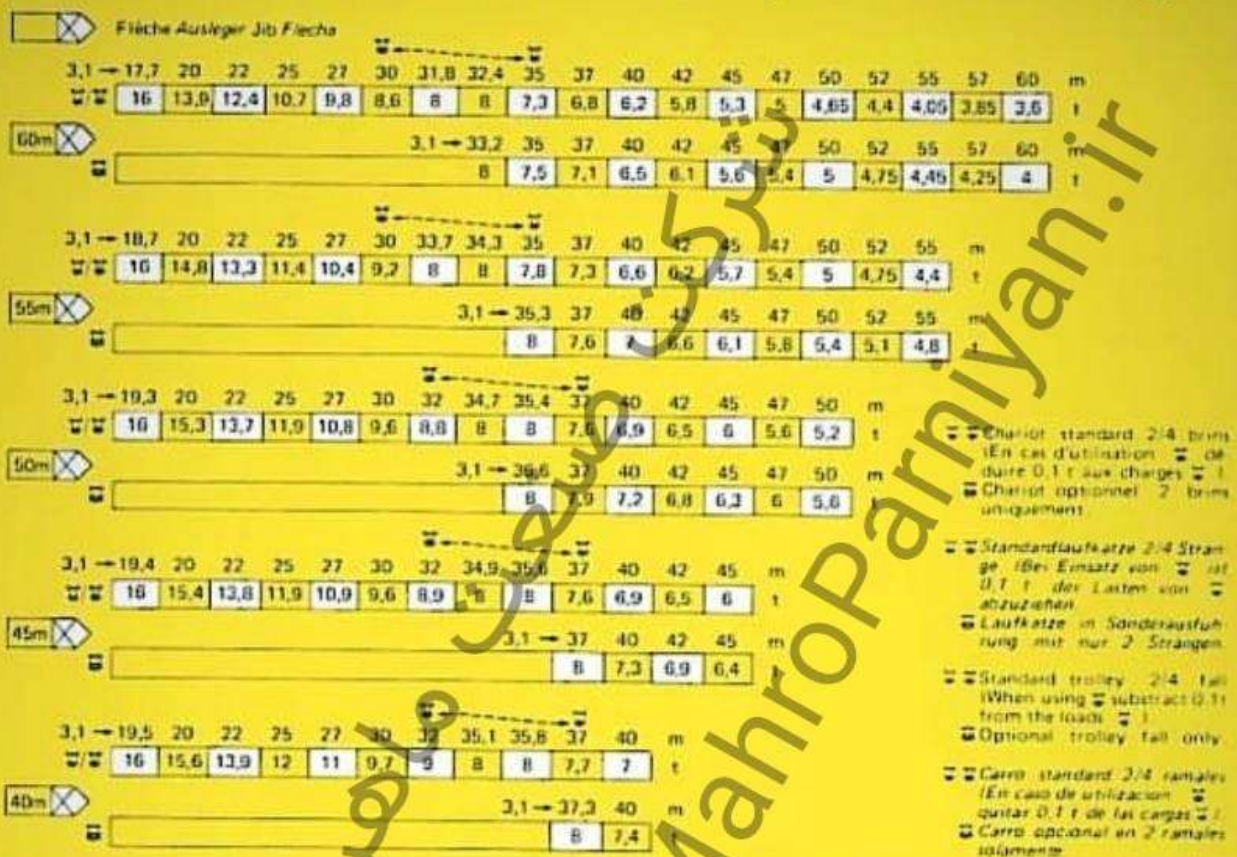 Flèche Ausleger Jib Flecha
3,1 → 17,7 20 22 25 27 30 31,8 32,4 35 37 40 42 45 47 50 52 55 57 60 m
16 13,9 12,4 10,7 9,8 8,6 8 8 7,3 6,8 6,2 5,8 5,3 5 4,65 4,4 4,05 3,85 3,6 t
60m
3,1 → 33,2 35 37 40 42 45 47 50 52 55 57 60 m
8 7,5 7,1 6,5 6,1 5,6 5,4 5 4,75 4,45 4,25 4 t
3,1 → 18,7 20 22 25 27 30 33,7 34,3 35 37 40 42 45 47 50 52 55 m
16 14,8 13,3 11,4 10,4 9,2 8 8 7,8 7,3 6,6 6,2 5,7 5,4 5 4,75 4,4 t
55m
3,1 → 35,3 37 40 42 45 47 50 52 55 m
8 7,6 7 6,6 6,1 5,8 5,4 5,1 4,8 t
3,1 → 19,3 20 22 25 27 30 32 34,7 35,4 37 40 42 45 47 50 m
16 15,3 13,7 11,9 10,8 9,6 8,8 8 8 7,6 6,9 6,5 6 5,6 5,2 t
50m
3,1 → 36,6 37 40 42 45 47 50 m
8 7,9 7,2 6,8 6,3 6 5,6 t
3,1 → 19,4 20 22 25 27 30 32 34,9 35,6 37 40 42 45 m
16 15,4 13,8 11,9 10,9 9,6 8,9 8 8 7,6 6,9 6,5 6 t
45m
3,1 → 37 40 42 45 m
8 7,3 6,9 6,4 t
3,1 → 19,5 20 22 25 27 30 32 35,1 35,8 37 40 m
16 15,6 13,9 12 11 9,7 9 8 8 7,7 7 t
40m
3,1 → 37,3 40 m
8 7,4 t
Chariot standard 2/4 brins
(En cas d'utilisation dé-
duire 0,1 t aux charges ).
Chariot optionnel 2 brins
uniquement
Standardlaufkatze 2/4 Strän-
ge (Bei Einsatz von ist
0,1 t der Lasten von
abzuziehen
Laufkatze in Sonderausfüh-
rung mit nur 2 Strängen
Standard trolley 2/4 fall
(When using substract 0.1t
from the loads ).
Optional trolley fall only.
Carro standard 2/4 ramales
(En caso de utilizacion
quitar 0.1 t de las cargas ).
Carro opcional en 2 ramales
solamente
شرکت صنعتی
MahroParniyan.ir